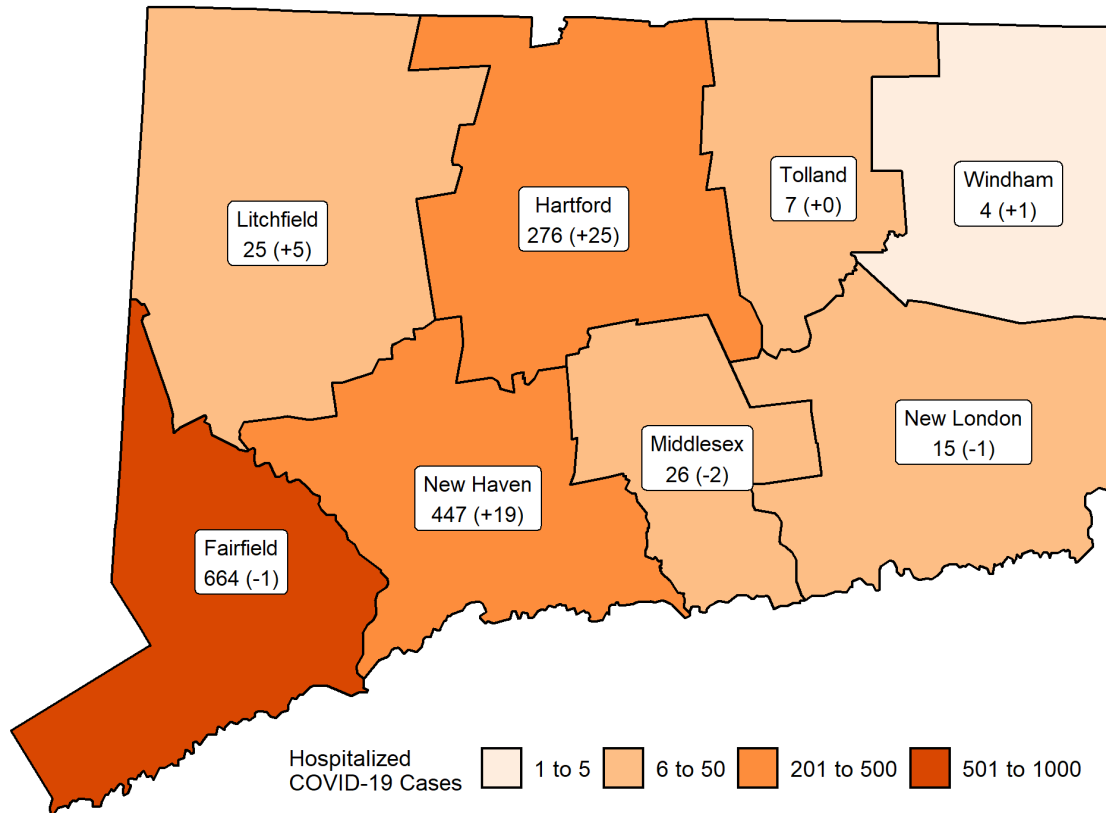 Litchfield
25 (+5)
Hartford
276 (+25)
Tolland
7 (+0)
Windham
4 (+1)
Fairfield
664 (-1)
New Haven
447 (+19)
Middlesex
26 (-2)
New London
15 (-1)
Hospitalized
COVID-19 Cases
1 to 5
6 to 50
201 to 500
501 to 1000